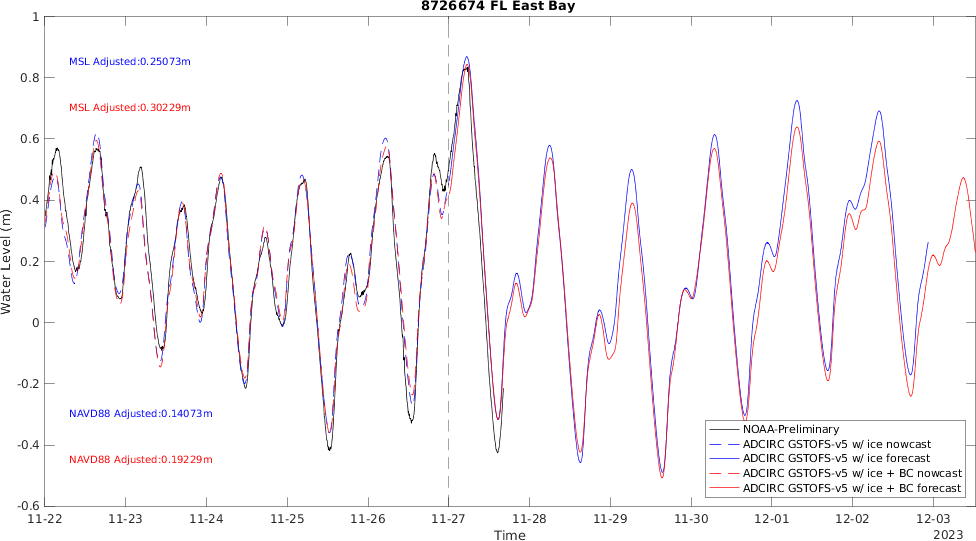 8726674 FL East Bay
1
0.8
0.6
0.4
0.2
0
-0.2
-0.4
-0.6
Water Level (m)
MSL Adjusted:0.25073m
MSL Adjusted:0.30229m
NAVD88 Adjusted:0.14073m
NAVD88 Adjusted:0.19229m
NOAA-Preliminary
ADCIRC GSTOFS-v5 w/ ice nowcast
ADCIRC GSTOFS-v5 w/ ice forecast
ADCIRC GSTOFS-v5 w/ ice + BC nowcast
ADCIRC GSTOFS-v5 w/ ice + BC forecast
11-22 11-23 11-24 11-25 11-26 11-27 11-28 11-29 11-30 12-01 12-02 12-03
Time
2023